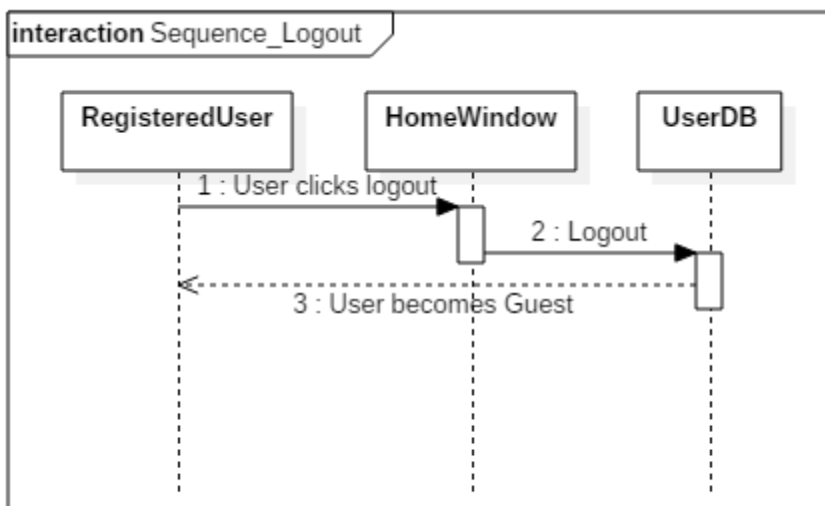 interaction Sequence_Logout
RegisteredUser
HomeWindow
UserDB
1 : User clicks logout
2 : Logout
3 : User becomes Guest